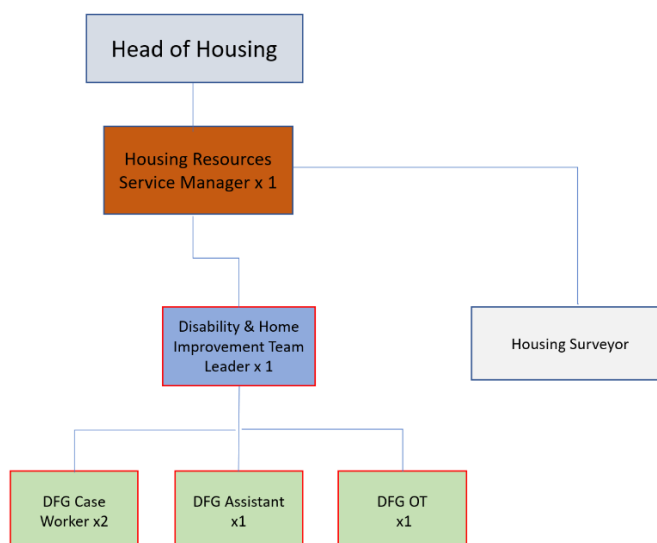 Head of Housing
Housing Resources
Service Manager x 1
Disability & Home
Improvement Team
Leader x 1
Housing Surveyor
DFG Case
Worker x2
DFG Assistant
x1
DFG OT
x1